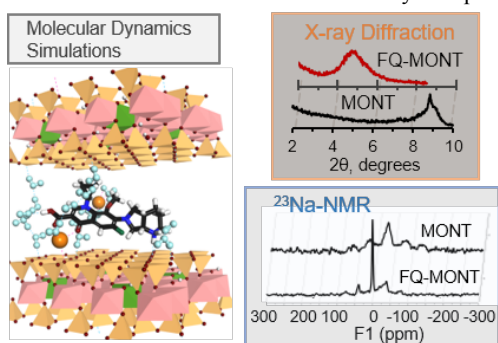 Molecular Dynamics
Simulations
X-ray Diffraction
FQ-MONT
MONT
2 4 6 8 10
2θ, degrees
²³Na-NMR
MONT
FQ-MONT
300 200 100 0 -100 -200 -300
F1 (ppm)